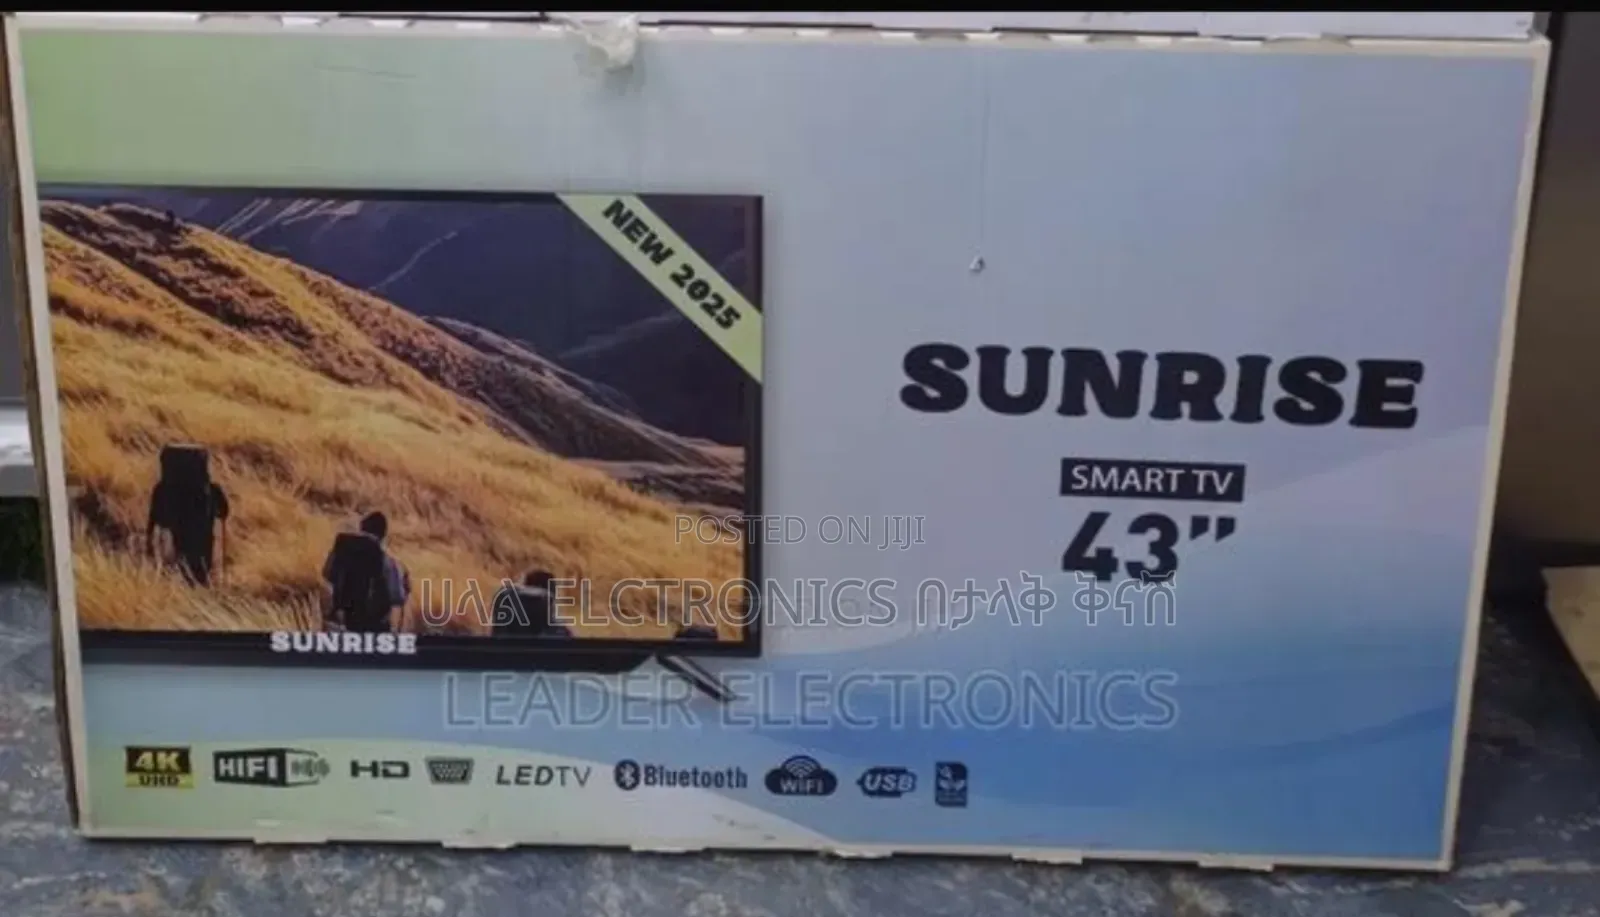 NEW 2025
SUNRISE
SMART TV
43"
POSTED ON JIJI
ሀላል ELCTRONICS በታላቅ ቅናሽ
SUNRISE
LEADER ELECTRONICS
4K UHD HIFI HD LEDTV Bluetooth WiFi USB